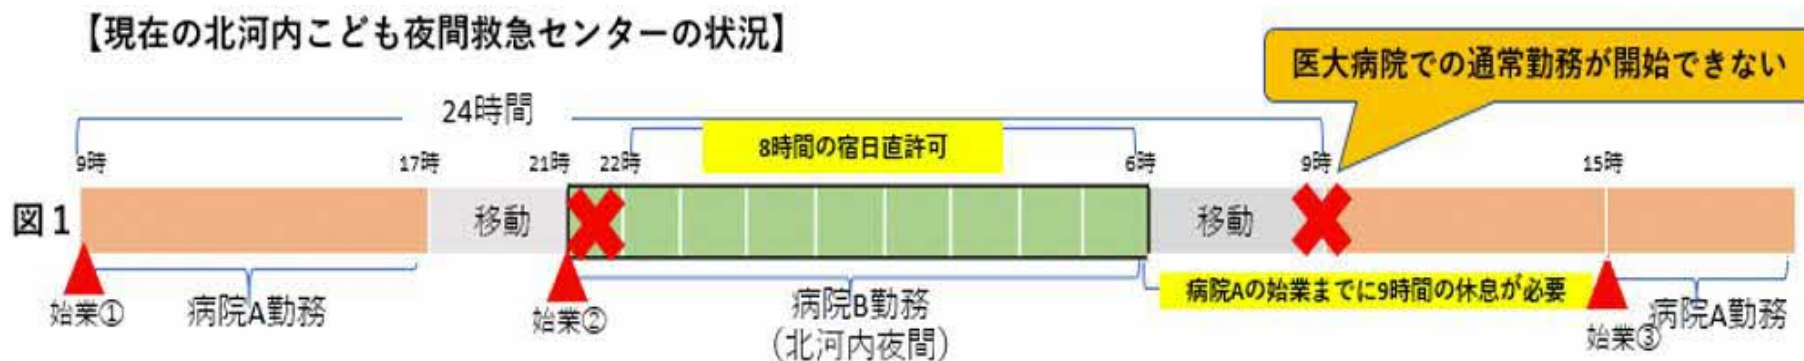 【現在の北河内こども夜間救急センターの状況】
医大病院での通常勤務が開始できない
24時間
8時間の宿日直許可
9時
17時
21時
22時
6時
9時
15時
図1
移動
移動
始業①
病院A勤務
始業②
病院B勤務
(北河内夜間)
病院Aの始業までに9時間の休息が必要
始業③
病院A勤務